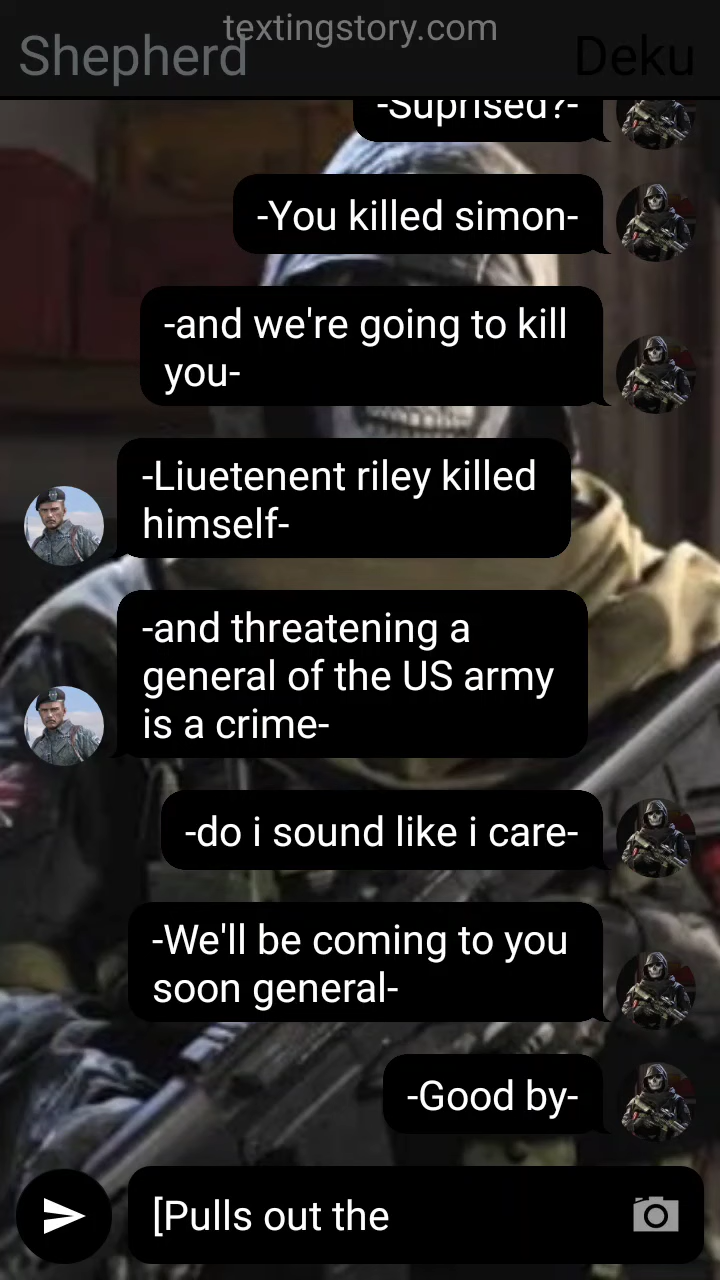 textingstory.com
Shepherd
Deku
-Suprised?-
-You killed simon-
-and we're going to kill
you-
-Liuetenent riley killed
himself-
-and threatening a
general of the US army
is a crime-
-do i sound like i care-
-We'll be coming to you
soon general-
-Good by-
[Pulls out the